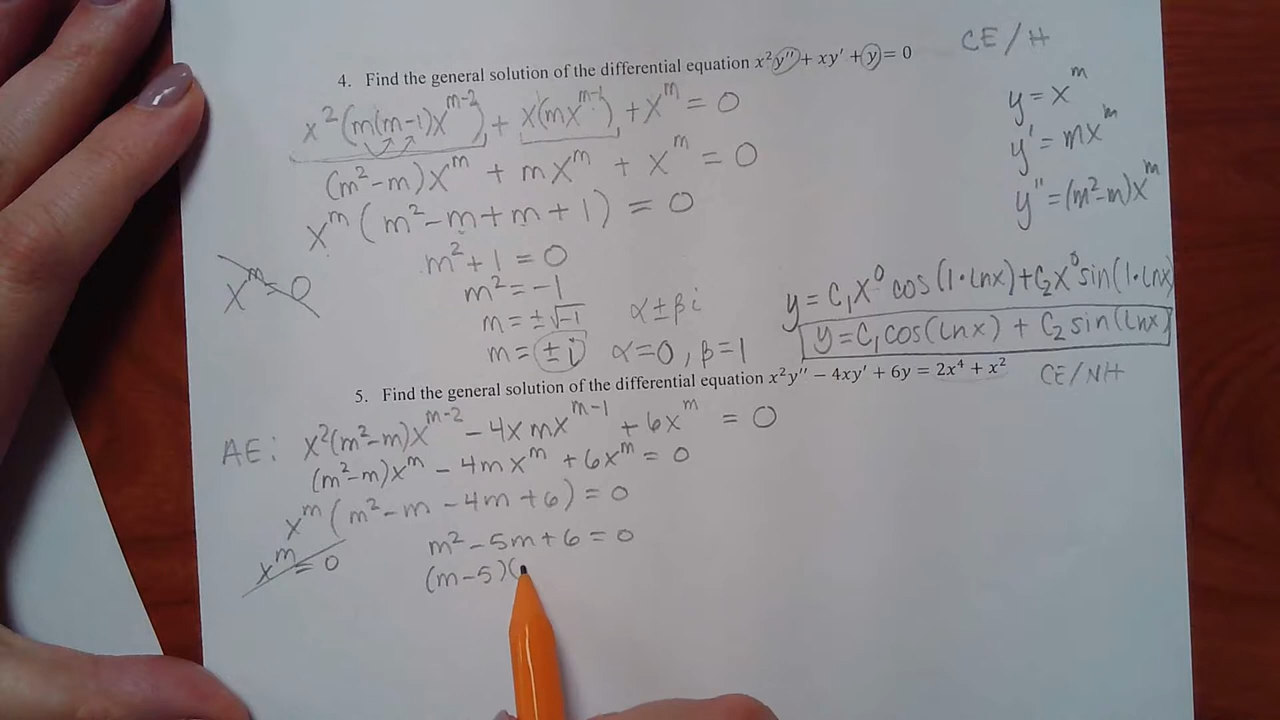 4. Find the general solution of the differential equation x²y'' + xy' + y = 0
CE / H
x²(m(m-1)x^(m-2)) + x(mx^(m-1)) + x^m = 0
(m²-m)x^m + mx^m + x^m = 0
x^m(m²-m+m+1) = 0
m²+1 = 0
x^m = 0
m² = -1
m = ±√-1
α ± βi
m = ±i
α=0, β=1
y = x^m
y' = mx^m
y'' = (m²-m)x^m
y = C₁x⁰cos(1·lnx)+C₂x⁰sin(1·lnx)
y = C₁cos(lnx) + C₂sin(lnx)
5. Find the general solution of the differential equation x²y'' − 4xy' + 6y = 2x⁴ + x²
CE/NH
AE: x²(m²-m)x^(m-2) - 4xmx^(m-1) + 6x^m = 0
(m²-m)x^m - 4mx^m + 6x^m = 0
x^m(m²-m-4m+6) = 0
x^m = 0
m²-5m+6 = 0
(m-5)(